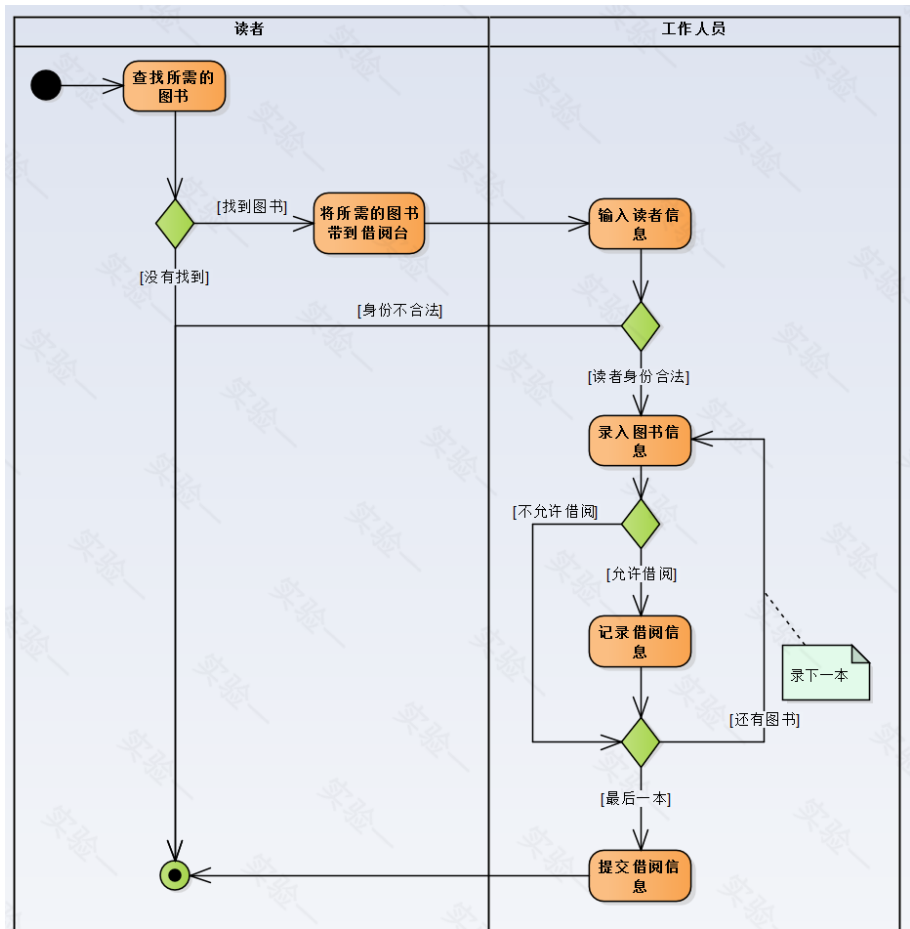 读者
工作人员
查找所需的
图书
[找到图书]
将所需的图书
带到借阅台
输入读者信
息
[没有找到]
[身份不合法]
[读者身份合法]
录入图书信
息
[不允许借阅]
[允许借阅]
记录借阅信
息
录下一本
[还有图书]
[最后一本]
提交借阅信
息
实验一